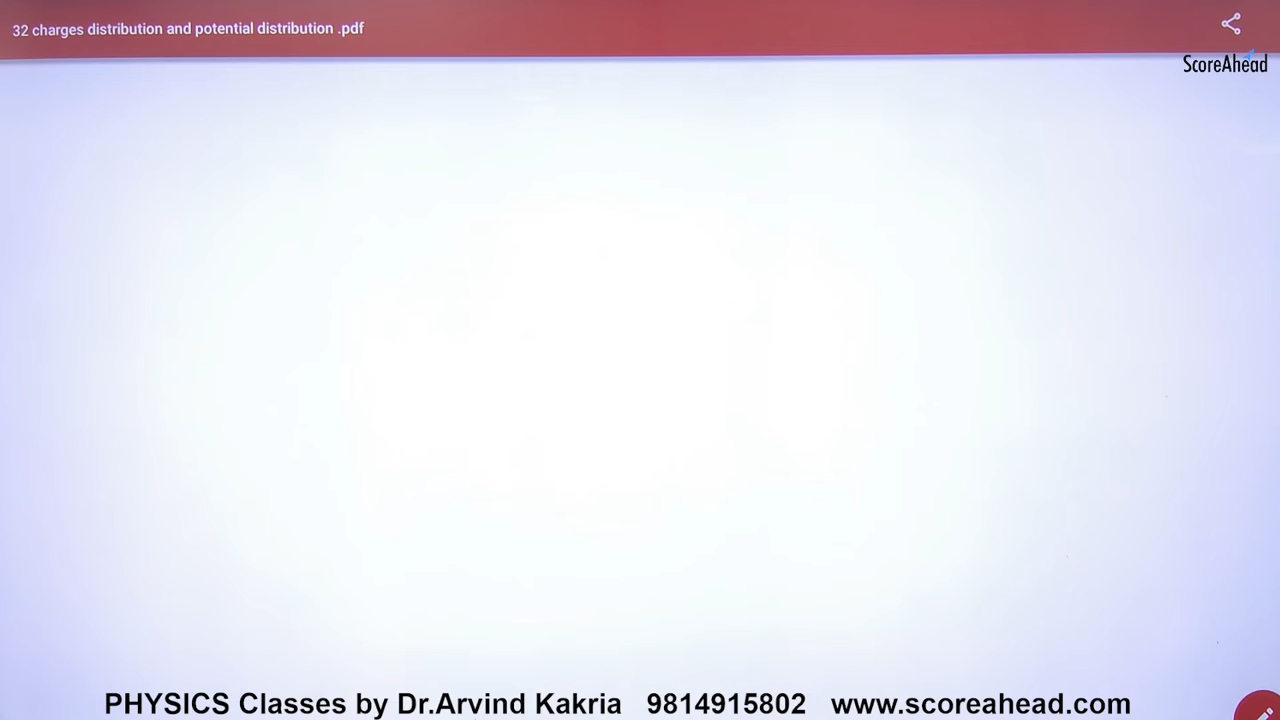 32 charges distribution and potential distribution .pdf
ScoreAhead
PHYSICS Classes by Dr.Arvind Kakria 9814915802 www.scoreahead.com